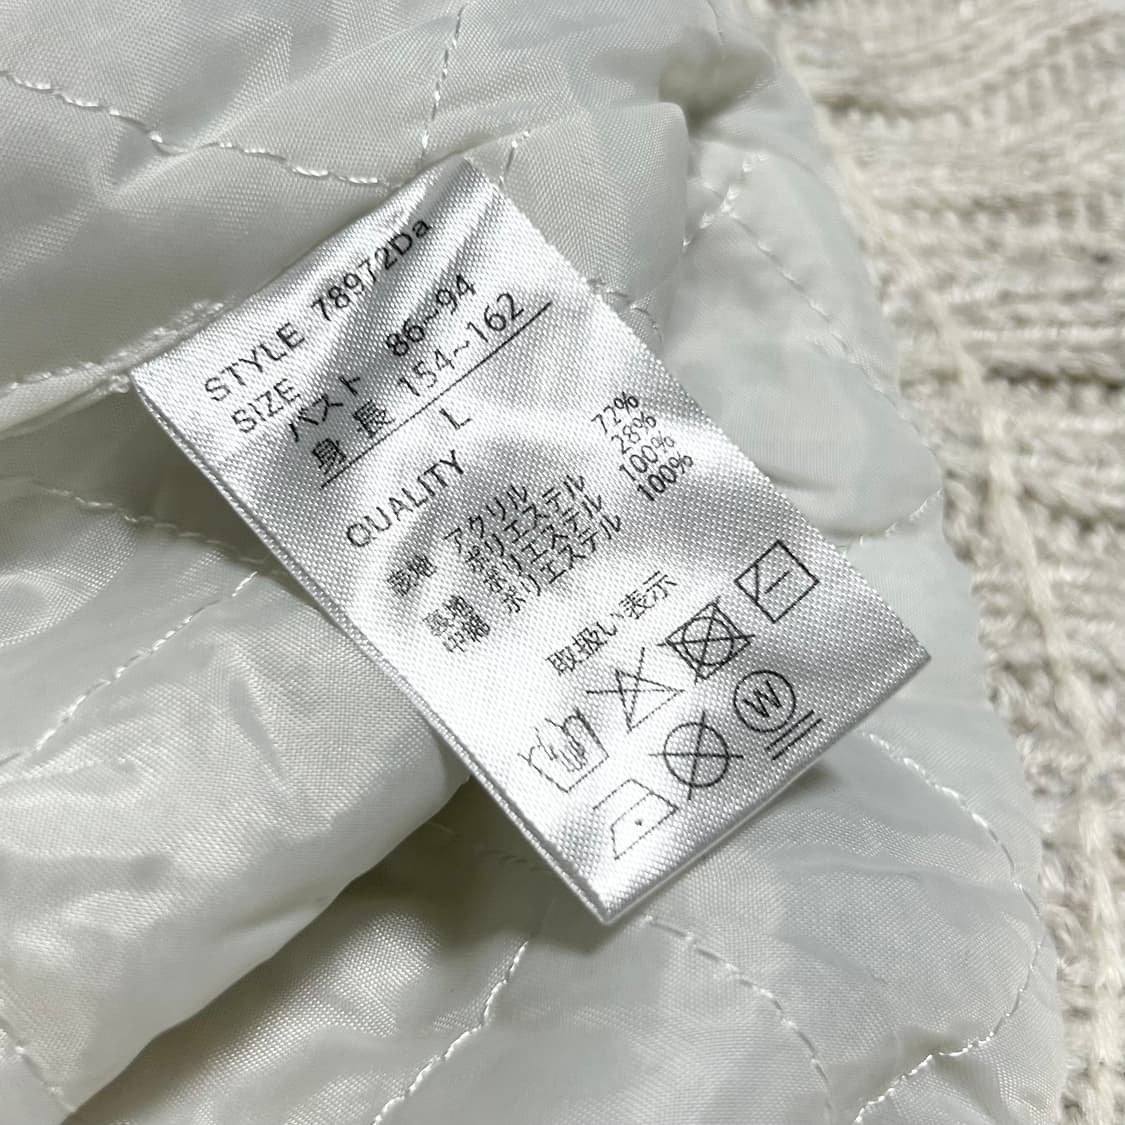 STYLE 78972Da
SIZE
バスト 86~94
身長 154~162
L
QUALITY
アクリル 72%
ポリエステル 28%
裏地 ポリエステル 100%
中綿 ポリエステル 100%
取扱い表示
W